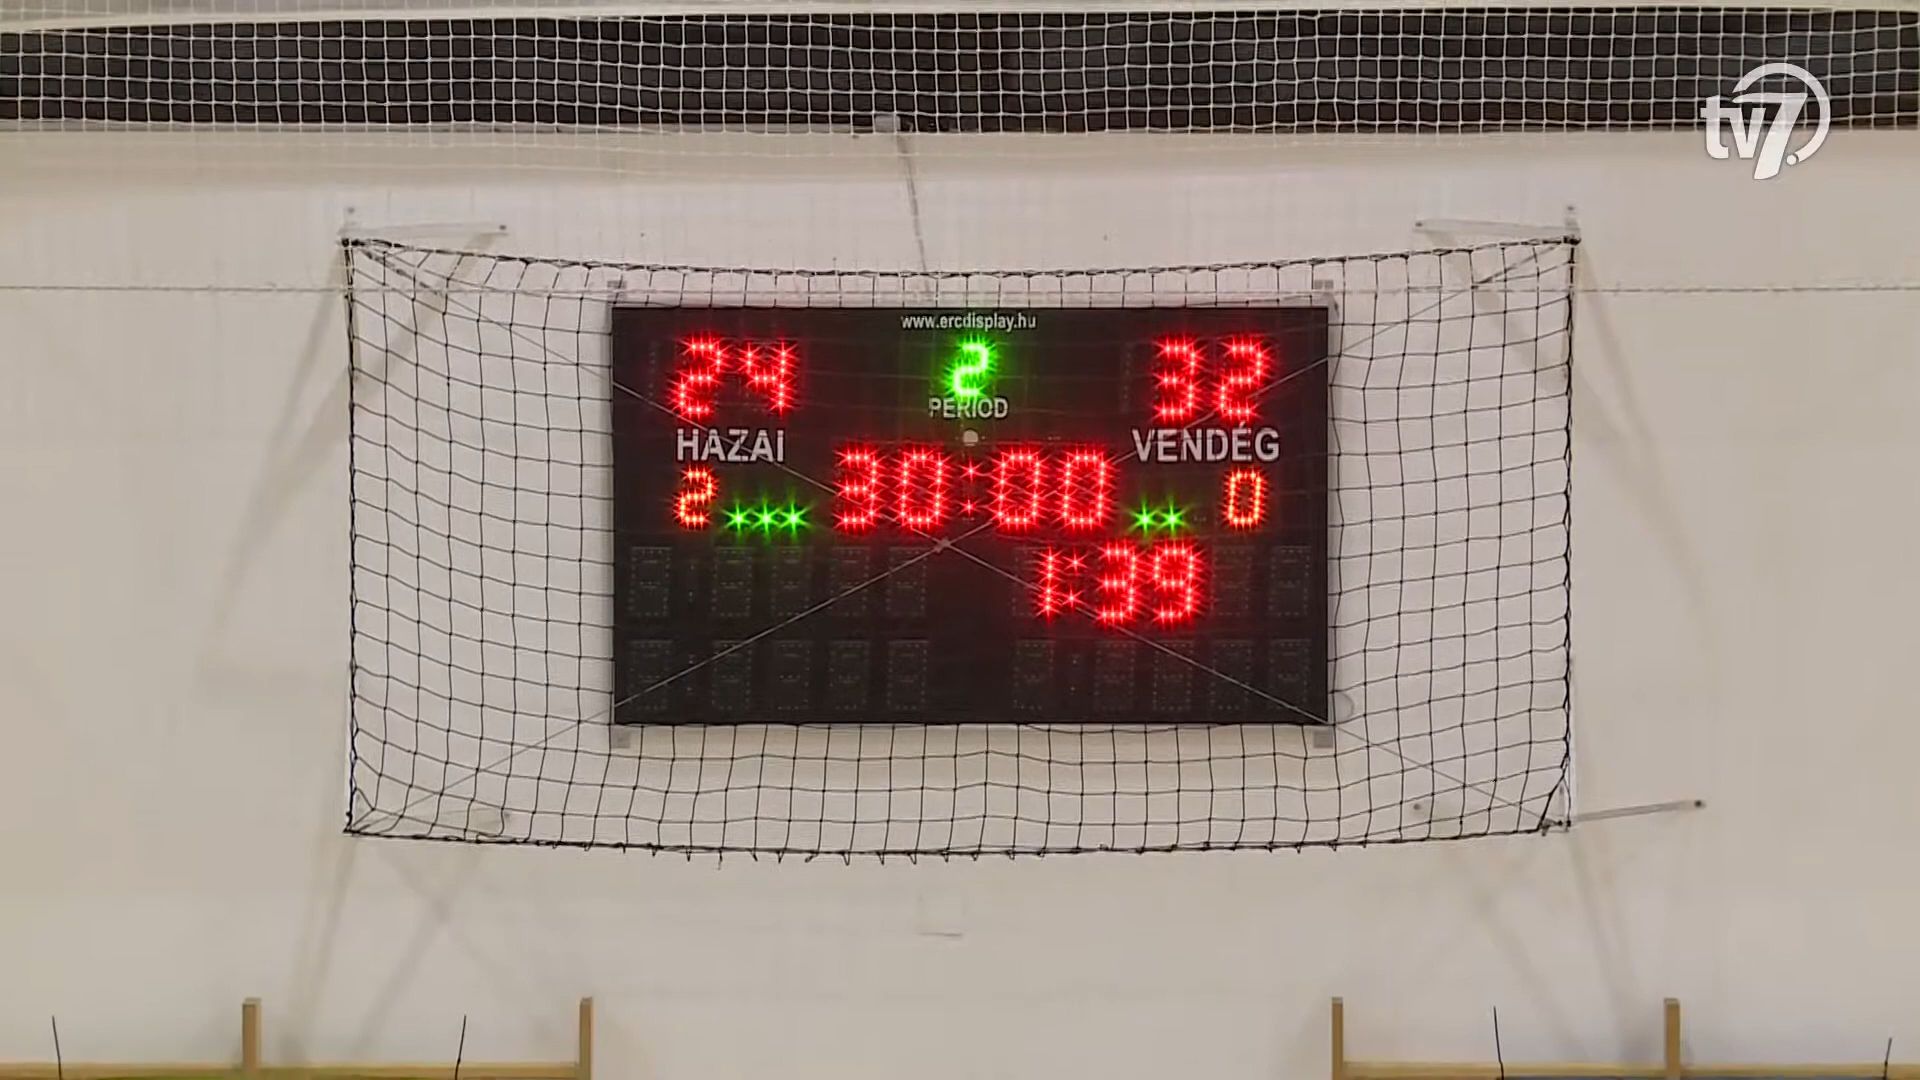 tv7.
www.ercdisplay.hu
24 2 32
PERIOD
HAZAI VENDÉG
30:00
2 0
1:39